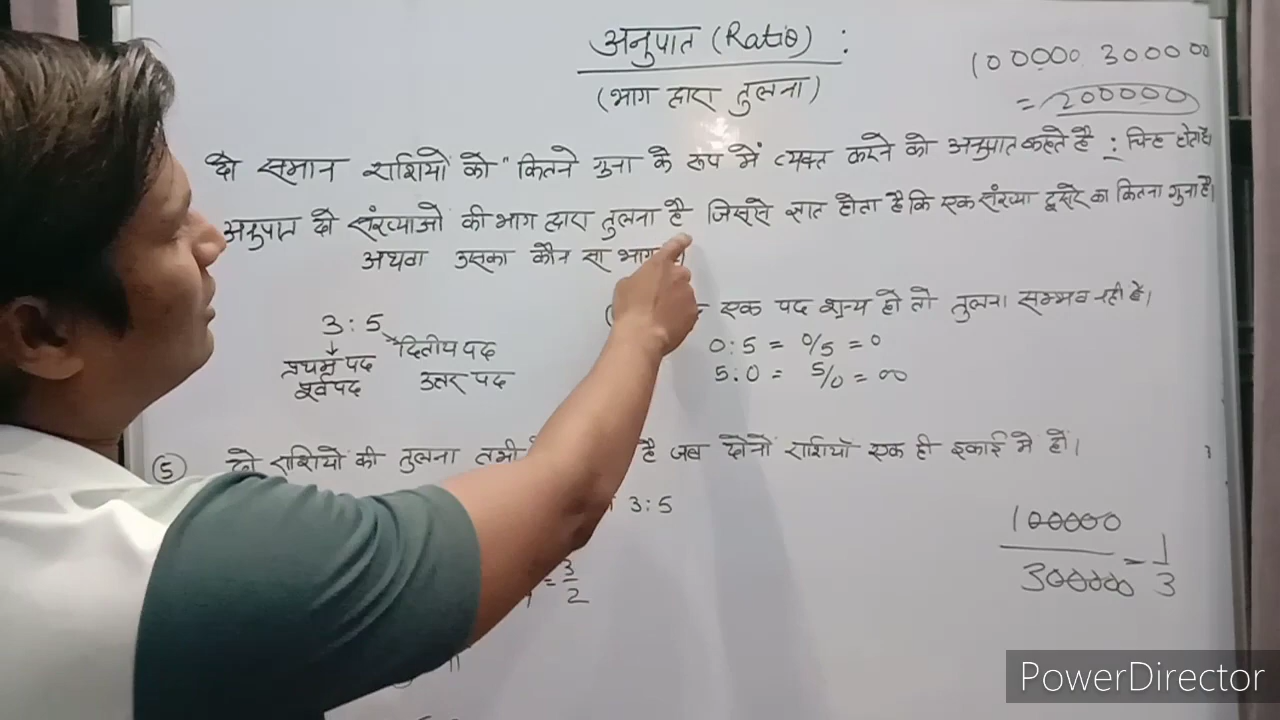 अनुपात (Ratio) :
(भाग द्वारा तुलना)
100000 300000
= 200000
दो समान राशियों को "कितने गुना के रूप में व्यक्त करने को अनुपात कहते है : चिन्ह होता है।
अनुपात दो संख्याओ की भाग द्वारा तुलना है जिससे ज्ञात होता है कि एक संख्या दूसरे का कितना गुना है।
अथवा उसका कौन सा भाग
एक पद शून्य हो तो तुलना सम्भव नही है।
3 : 5
प्रथम पद
पूर्वपद
द्वितीय पद
उत्तर पद
0:5 = 0/5 = 0
5:0 = 5/0 = ∞
5 दो राशियों की तुलना है जब दोनों राशियाँ एक ही इकाई मे हों।
3:5
= 3/2
100000/300000 = 1/3
PowerDirector